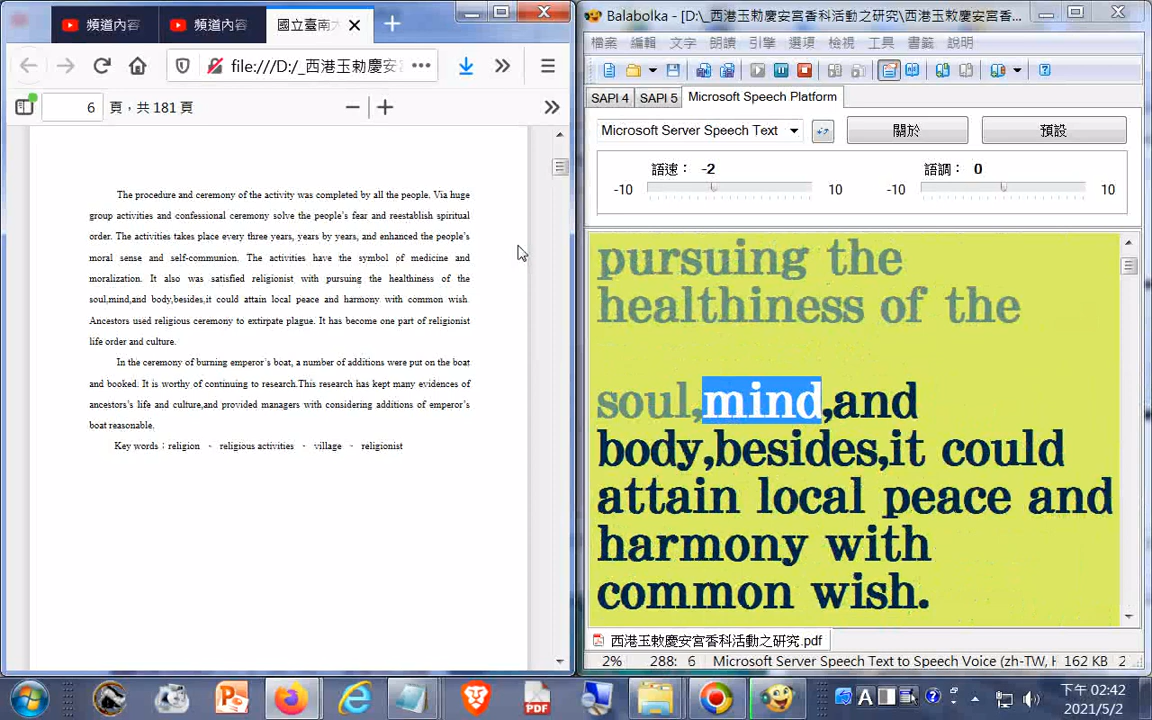 頻道內容
頻道內容
國立臺南大
file:///D:/_西港玉勅慶安宮
6 頁，共 181 頁
The procedure and ceremony of the activity was completed by all the people. Via huge
group activities and confessional ceremony solve the people's fear and reestablish spiritual
order. The activities takes place every three years, years by years, and enhanced the people's
moral sense and self-communion. The activities have the symbol of medicine and
moralization. It also was satisfied religionist with pursuing the healthiness of the
soul,mind,and body,besides,it could attain local peace and harmony with common wish.
Ancestors used religious ceremony to extirpate plague. It has become one part of religionist
life order and culture.
In the ceremony of burning emperor's boat, a number of additions were put on the boat
and booked. It is worthy of continuing to research.This research has kept many evidences of
ancestors's life and culture,and provided managers with considering additions of emperor's
boat reasonable.
Key words：religion - religious activities - village - religionist
Balabolka - [D:\_西港玉勅慶安宮香科活動之研究\西港玉敕慶安宮香...
檔案 編輯 文字 朗讀 引擎 選項 檢視 工具 書籤 說明
SAPI 4 SAPI 5 Microsoft Speech Platform
Microsoft Server Speech Text 關於 預設
語速： -2 語調： 0
-10 10 -10 10
pursuing the
healthiness of the
soul,mind,and
body,besides,it could
attain local peace and
harmony with
common wish.
西港玉敕慶安宮香科活動之研究.pdf
2% 288: 6 Microsoft Server Speech Text to Speech Voice (zh-TW, H 162 KB 2
PDF
下午 02:42
2021/5/2